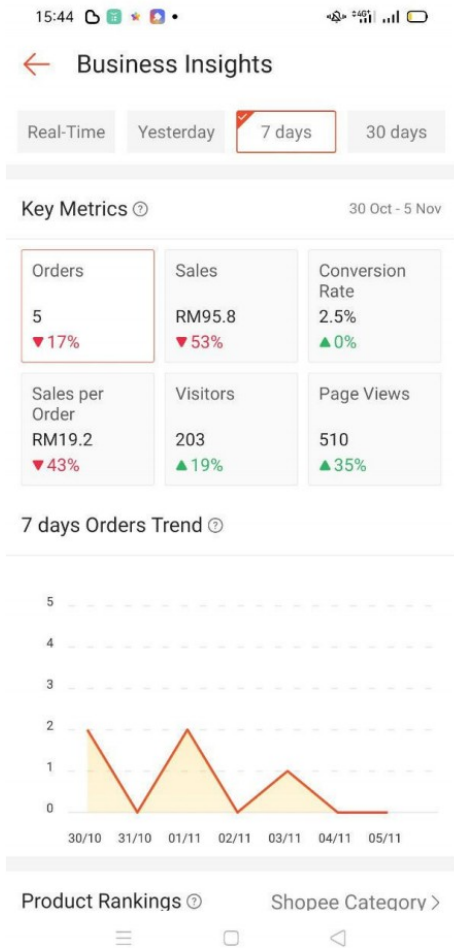 15:44
Business Insights
Real-Time Yesterday 7 days 30 days
Key Metrics 30 Oct - 5 Nov
Orders
5
▼17%
Sales
RM95.8
▼53%
Conversion
Rate
2.5%
▲0%
Sales per
Order
RM19.2
▼43%
Visitors
203
▲19%
Page Views
510
▲35%
7 days Orders Trend
5
4
3
2
1
0
30/10 31/10 01/11 02/11 03/11 04/11 05/11
Product Rankings Shopee Category >